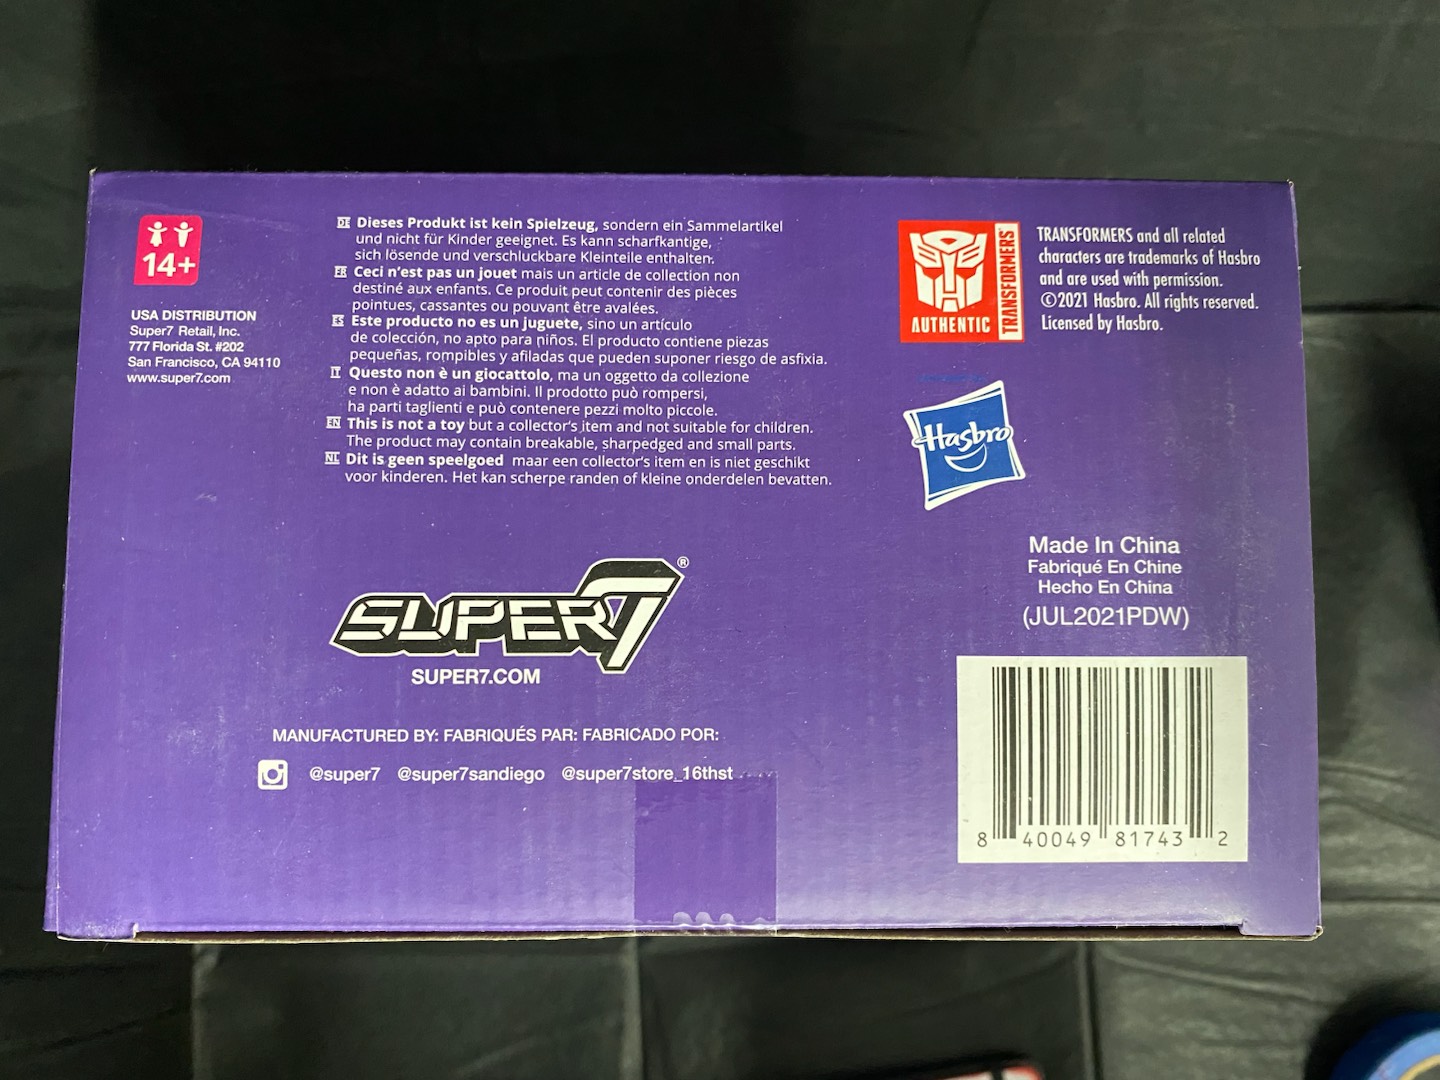 14+
USA DISTRIBUTION
Super7 Retail, Inc.
777 Florida St. #202
San Francisco, CA 94110
www.super7.com
DE Dieses Produkt ist kein Spielzeug, sondern ein Sammelartikel
und nicht für Kinder geeignet. Es kann scharfkantige,
sich lösende und verschluckbare Kleinteile enthalten.
FR Ceci n'est pas un jouet mais un article de collection non
destiné aux enfants. Ce produit peut contenir des pièces
pointues, cassantes ou pouvant être avalées.
ES Este producto no es un juguete, sino un artículo
de colección, no apto para niños. El producto contiene piezas
pequeñas, rompibles y afiladas que pueden suponer riesgo de asfixia.
IT Questo non è un giocattolo, ma un oggetto da collezione
e non è adatto ai bambini. Il prodotto può rompersi,
ha parti taglienti e può contenere pezzi molto piccole.
EN This is not a toy but a collector's item and not suitable for children.
The product may contain breakable, sharpedged and small parts.
NL Dit is geen speelgoed maar een collector's item en is niet geschikt
voor kinderen. Het kan scherpe randen of kleine onderdelen bevatten.
AUTHENTIC
TRANSFORMERS
TRANSFORMERS and all related
characters are trademarks of Hasbro
and are used with permission.
©2021 Hasbro. All rights reserved.
Licensed by Hasbro.
Hasbro
SUPER7®
SUPER7.COM
MANUFACTURED BY: FABRIQUÉS PAR: FABRICADO POR:
@super7 @super7sandiego @super7store_16thst
Made In China
Fabriqué En Chine
Hecho En China
(JUL2021PDW)
8 40049 81743 2